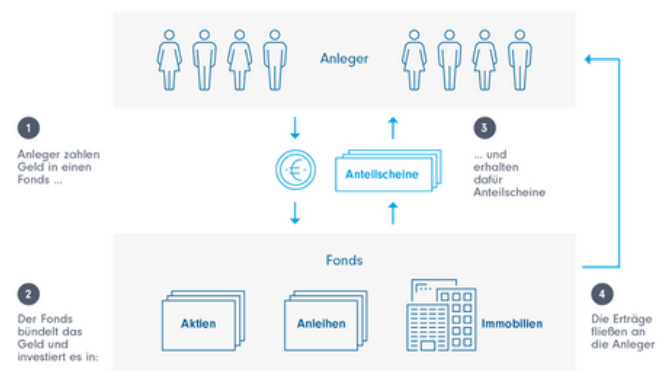 Anleger
1
Anleger zahlen
Geld in einen
Fonds ...
€
Anteilscheine
3
... und
erhalten
dafür
Anteilscheine
Fonds
2
Der Fonds
bündelt das
Geld und
investiert es in:
Aktien
Anleihen
Immobilien
4
Die Erträge
fließen an
die Anleger